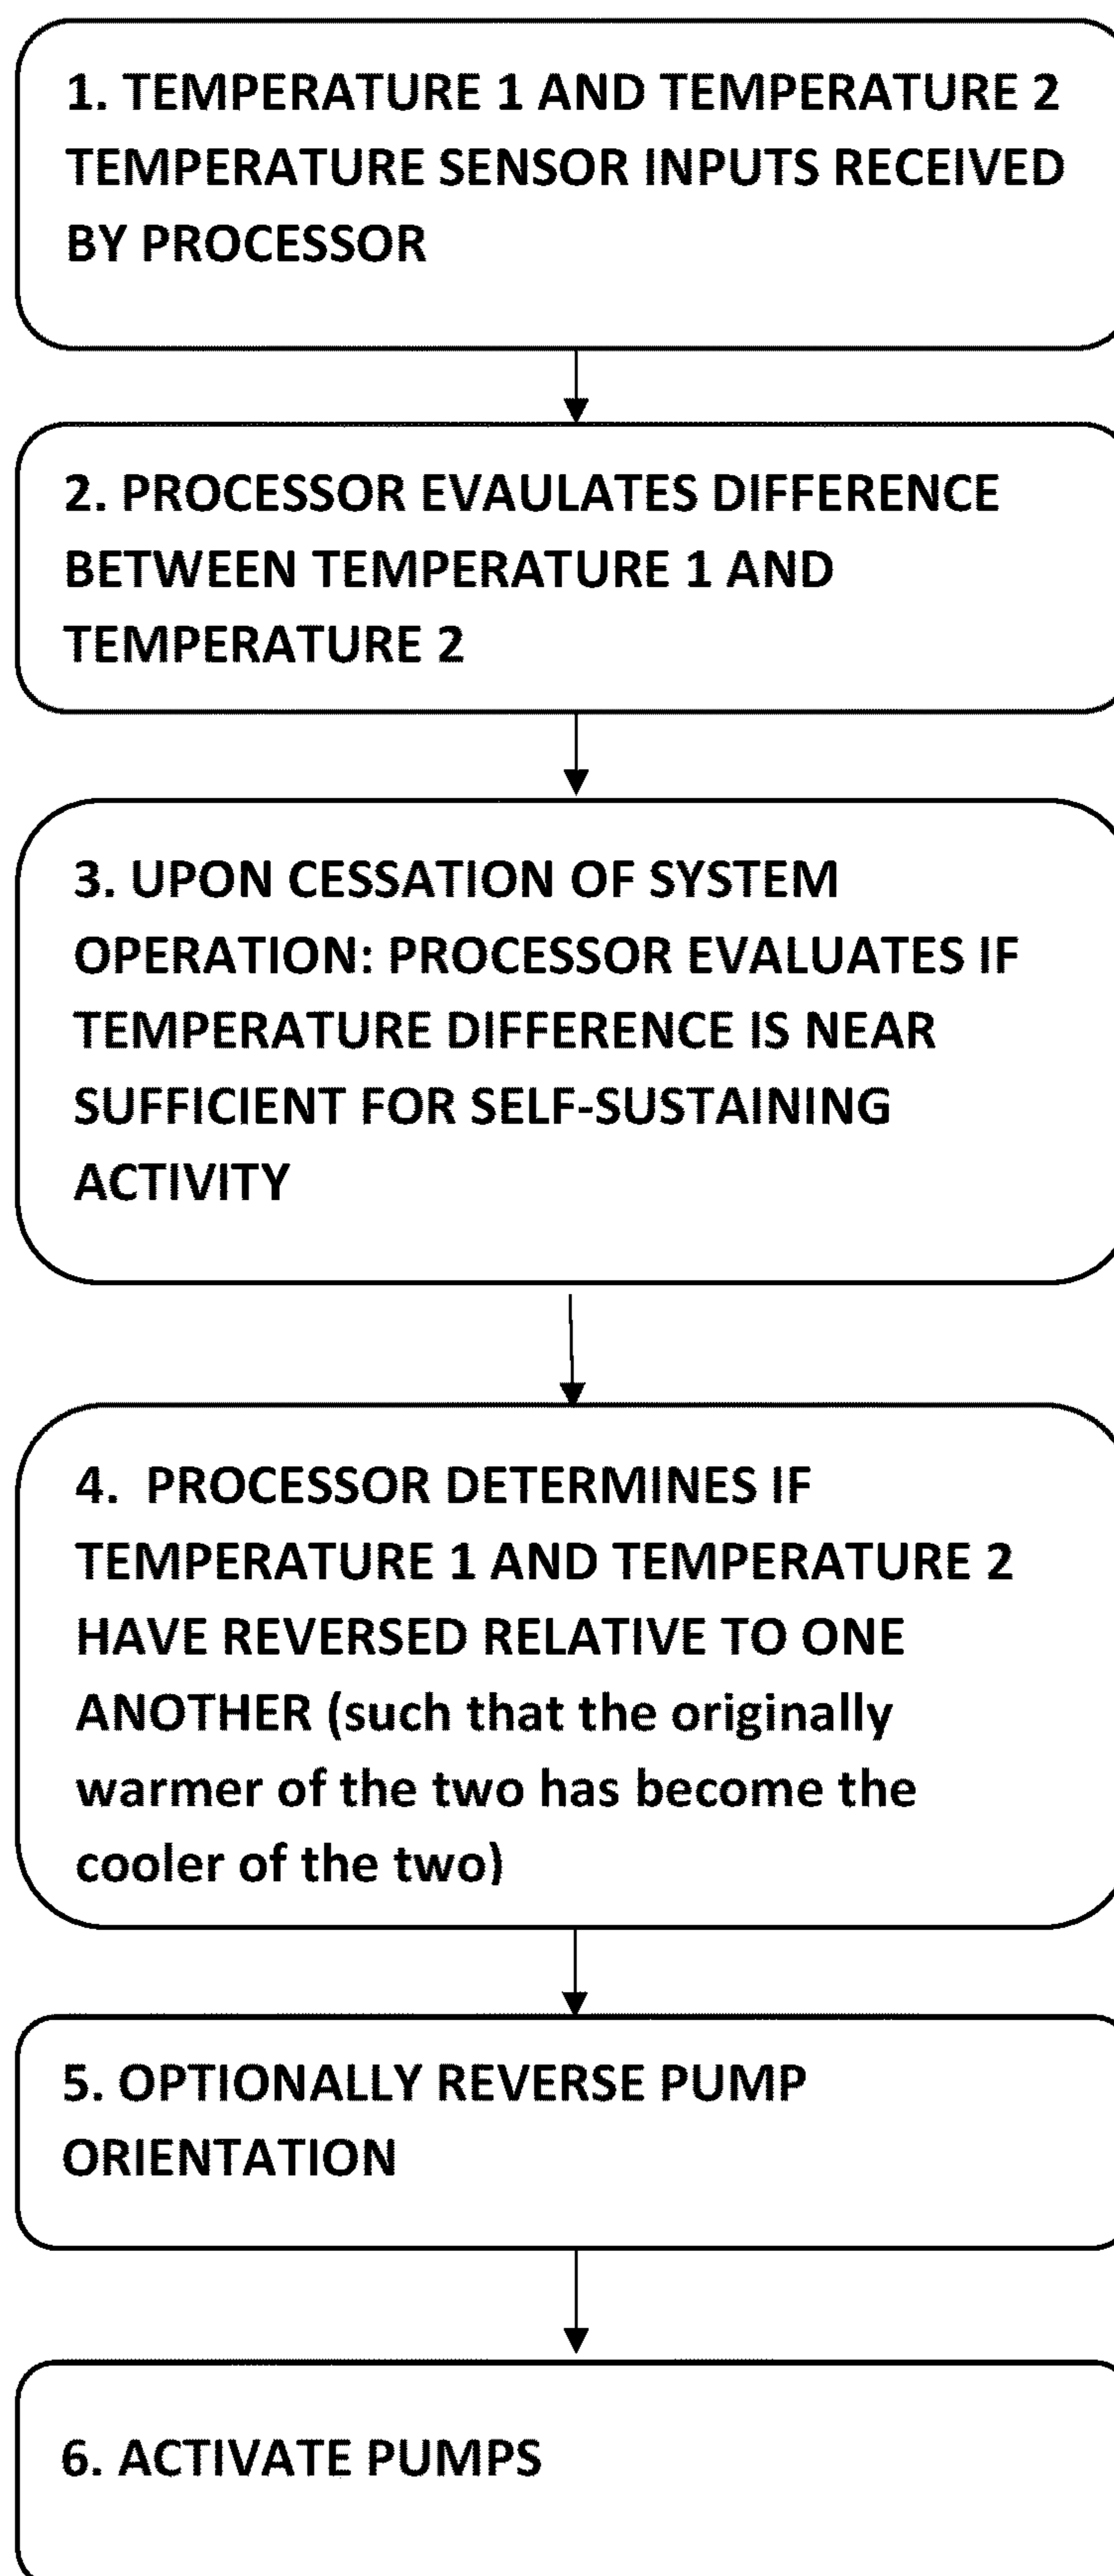 1. TEMPERATURE 1 AND TEMPERATURE 2
TEMPERATURE SENSOR INPUTS RECEIVED
BY PROCESSOR
2. PROCESSOR EVAULATES DIFFERENCE
BETWEEN TEMPERATURE 1 AND
TEMPERATURE 2
3. UPON CESSATION OF SYSTEM
OPERATION: PROCESSOR EVALUATES IF
TEMPERATURE DIFFERENCE IS NEAR
SUFFICIENT FOR SELF-SUSTAINING
ACTIVITY
4. PROCESSOR DETERMINES IF
TEMPERATURE 1 AND TEMPERATURE 2
HAVE REVERSED RELATIVE TO ONE
ANOTHER (such that the originally
warmer of the two has become the
cooler of the two)
5. OPTIONALLY REVERSE PUMP
ORIENTATION
6. ACTIVATE PUMPS